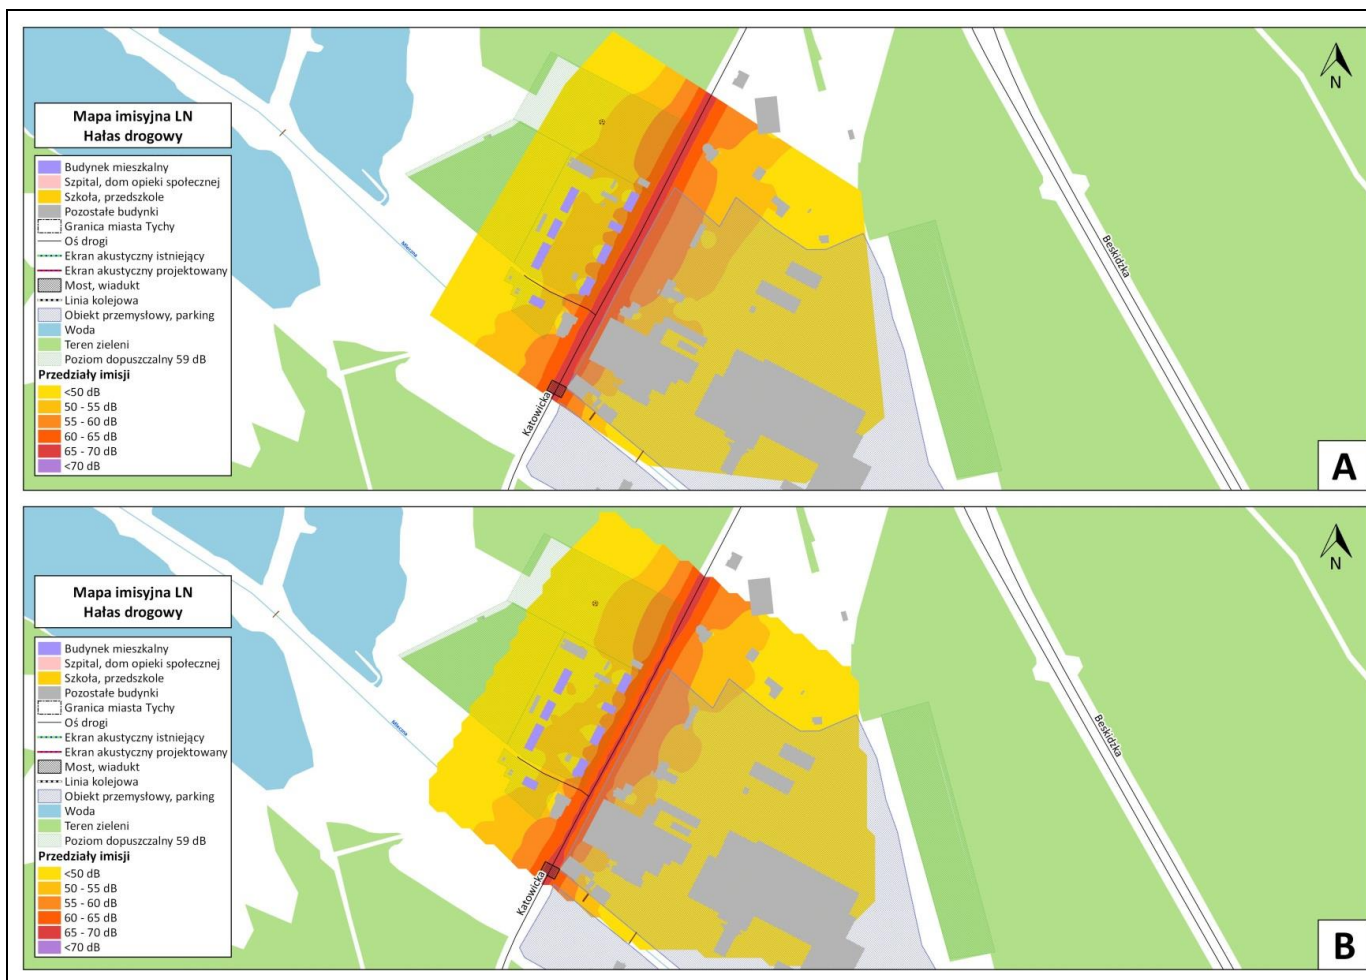 Mapa imisyjna LN
Hałas drogowy
Budynek mieszkalny
Szpital, dom opieki społecznej
Szkoła, przedszkole
Pozostałe budynki
Granica miasta Tychy
Oś drogi
Ekran akustyczny istniejący
Ekran akustyczny projektowany
Most, wiadukt
Linia kolejowa
Obiekt przemysłowy, parking
Woda
Teren zieleni
Poziom dopuszczalny 59 dB
Przedziały imisji
<50 dB
50 - 55 dB
55 - 60 dB
60 - 65 dB
65 - 70 dB
<70 dB
Mleczna
Katowicka
Beskidzka
N
A
Mapa imisyjna LN
Hałas drogowy
Budynek mieszkalny
Szpital, dom opieki społecznej
Szkoła, przedszkole
Pozostałe budynki
Granica miasta Tychy
Oś drogi
Ekran akustyczny istniejący
Ekran akustyczny projektowany
Most, wiadukt
Linia kolejowa
Obiekt przemysłowy, parking
Woda
Teren zieleni
Poziom dopuszczalny 59 dB
Przedziały imisji
<50 dB
50 - 55 dB
55 - 60 dB
60 - 65 dB
65 - 70 dB
<70 dB
Mleczna
Katowicka
Beskidzka
N
B